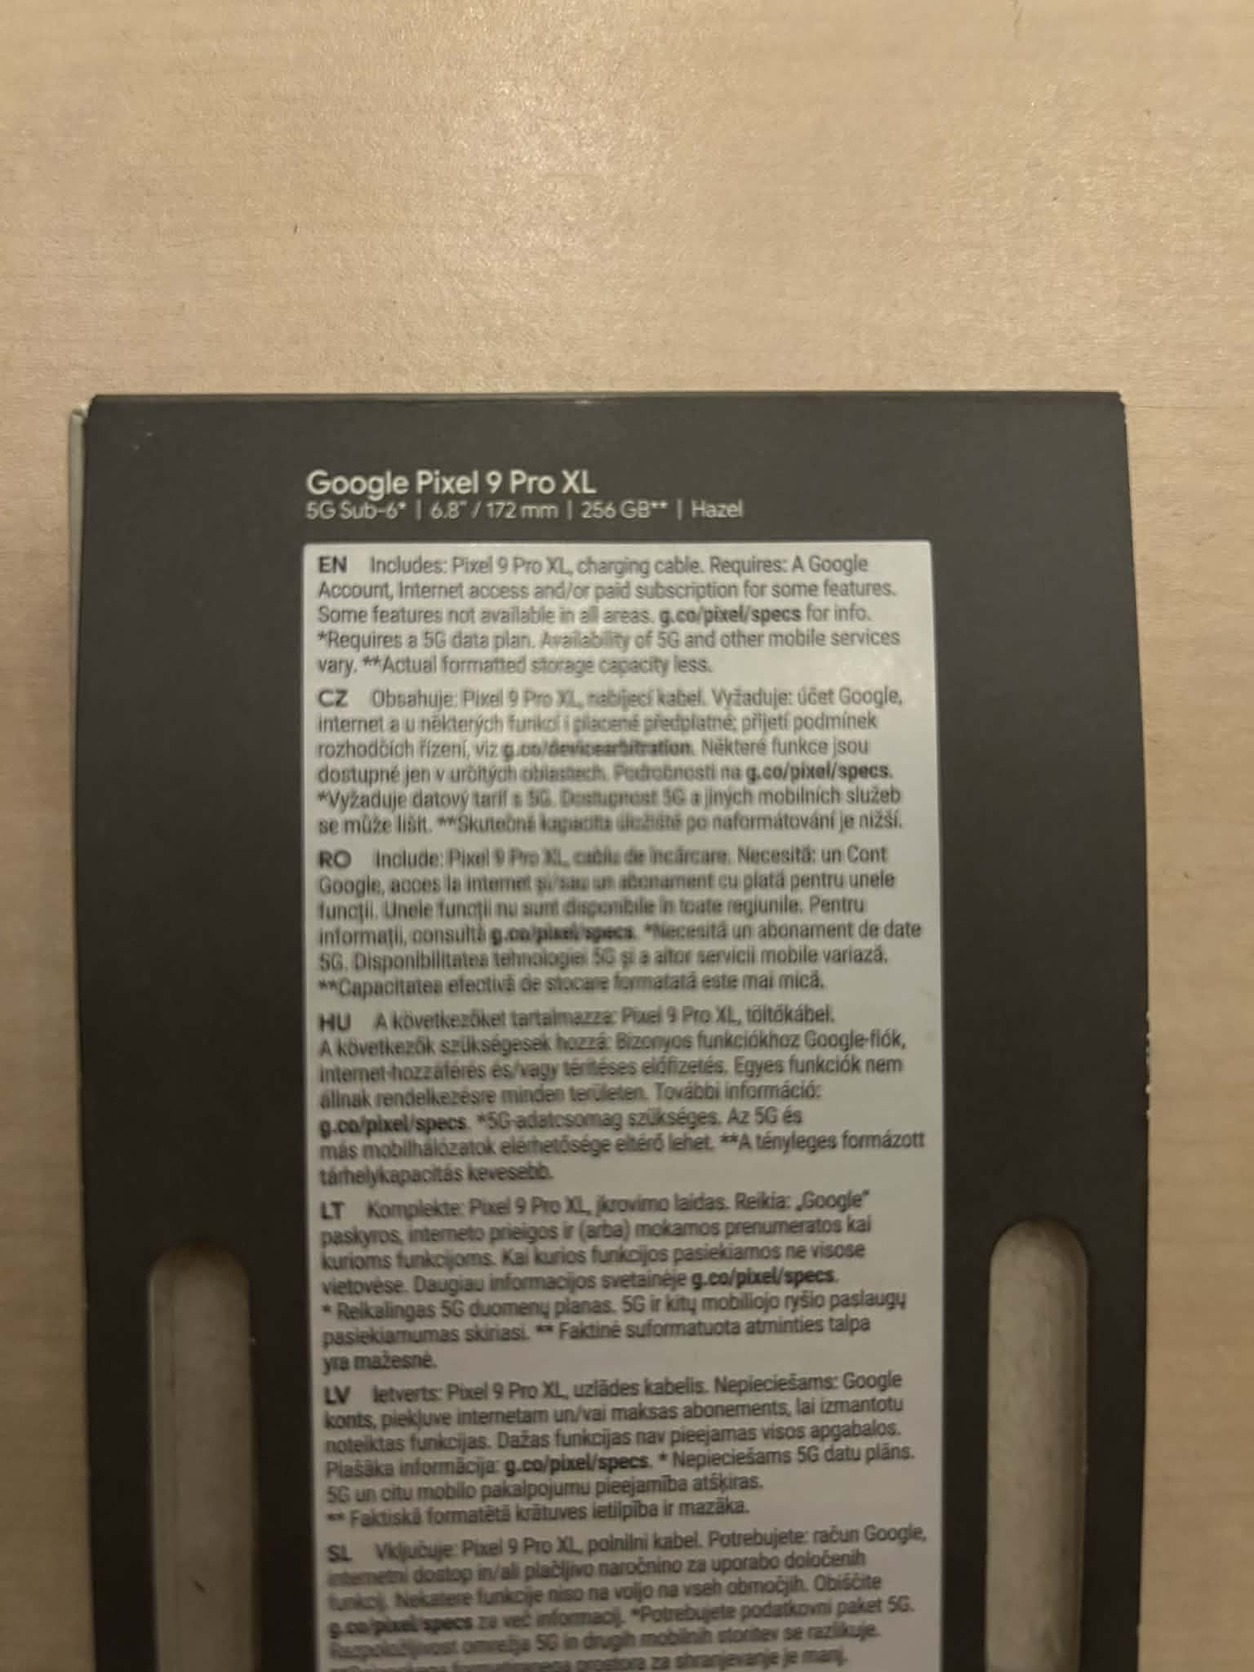 Google Pixel 9 Pro XL
5G Sub-6* | 6.8" / 172 mm | 256 GB** | Hazel
EN Includes: Pixel 9 Pro XL, charging cable. Requires: A Google
Account, Internet access and/or paid subscription for some features.
Some features not available in all areas. g.co/pixel/specs for info.
*Requires a 5G data plan. Availability of 5G and other mobile services
vary. **Actual formatted storage capacity less.
CZ Obsahuje: Pixel 9 Pro XL, nabíjecí kabel. Vyžaduje: účet Google,
internet a u některých funkcí i placené předplatné; přijetí podmínek
rozhodčích řízení, viz g.co/devicearbitration. Některé funkce jsou
dostupné jen v určitých oblastech. Podrobnosti na g.co/pixel/specs.
*Vyžaduje datový tarif s 5G. Dostupnost 5G a jiných mobilních služeb
se může lišit. **Skutečná kapacita úložiště po naformátování je nižší.
RO Include: Pixel 9 Pro XL, cablu de încărcare. Necesită: un Cont
Google, acces la internet și/sau un abonament cu plată pentru unele
funcții. Unele funcții nu sunt disponibile în toate regiunile. Pentru
informații, consultă g.co/pixel/specs. *Necesită un abonament de date
5G. Disponibilitatea tehnologiei 5G și a altor servicii mobile variază.
**Capacitatea efectivă de stocare formatată este mai mică.
HU A következőket tartalmazza: Pixel 9 Pro XL, töltőkábel.
A következők szükségesek hozzá: Bizonyos funkciókhoz Google-fiók,
internet-hozzáférés és/vagy térítéses előfizetés. Egyes funkciók nem
állnak rendelkezésre minden területen. További információ:
g.co/pixel/specs. *5G-adatcsomag szükséges. Az 5G és
más mobilhálózatok elérhetősége eltérő lehet. **A tényleges formázott
tárhelykapacitás kevesebb.
LT Komplekte: Pixel 9 Pro XL, įkrovimo laidas. Reikia: „Google“
paskyros, interneto prieigos ir (arba) mokamos prenumeratos kai
kurioms funkcijoms. Kai kurios funkcijos pasiekiamos ne visose
vietovėse. Daugiau informacijos svetainėje g.co/pixel/specs.
* Reikalingas 5G duomenų planas. 5G ir kitų mobiliojo ryšio paslaugų
pasiekiamumas skiriasi. ** Faktinė suformatuota atminties talpa
yra mažesnė.
LV Ietverts: Pixel 9 Pro XL, uzlādes kabelis. Nepieciešams: Google
konts, piekļuve internetam un/vai maksas abonements, lai izmantotu
noteiktas funkcijas. Dažas funkcijas nav pieejamas visos apgabalos.
Plašāka informācija: g.co/pixel/specs. * Nepieciešams 5G datu plāns.
5G un citu mobilo pakalpojumu pieejamība atšķiras.
** Faktiskā formatētā krātuves ietilpība ir mazāka.
SL Vključuje: Pixel 9 Pro XL, polnilni kabel. Potrebujete: račun Google,
internetni dostop in/ali plačljivo naročnino za uporabo določenih
funkcij. Nekatere funkcije niso na voljo na vseh območjih. Obiščite
g.co/pixel/specs za več informacij. *Potrebujete podatkovni paket 5G.
Razpoložljivost omrežja 5G in drugih mobilnih storitev se razlikuje.
formatiranega prostora za shranjevanje je manj.